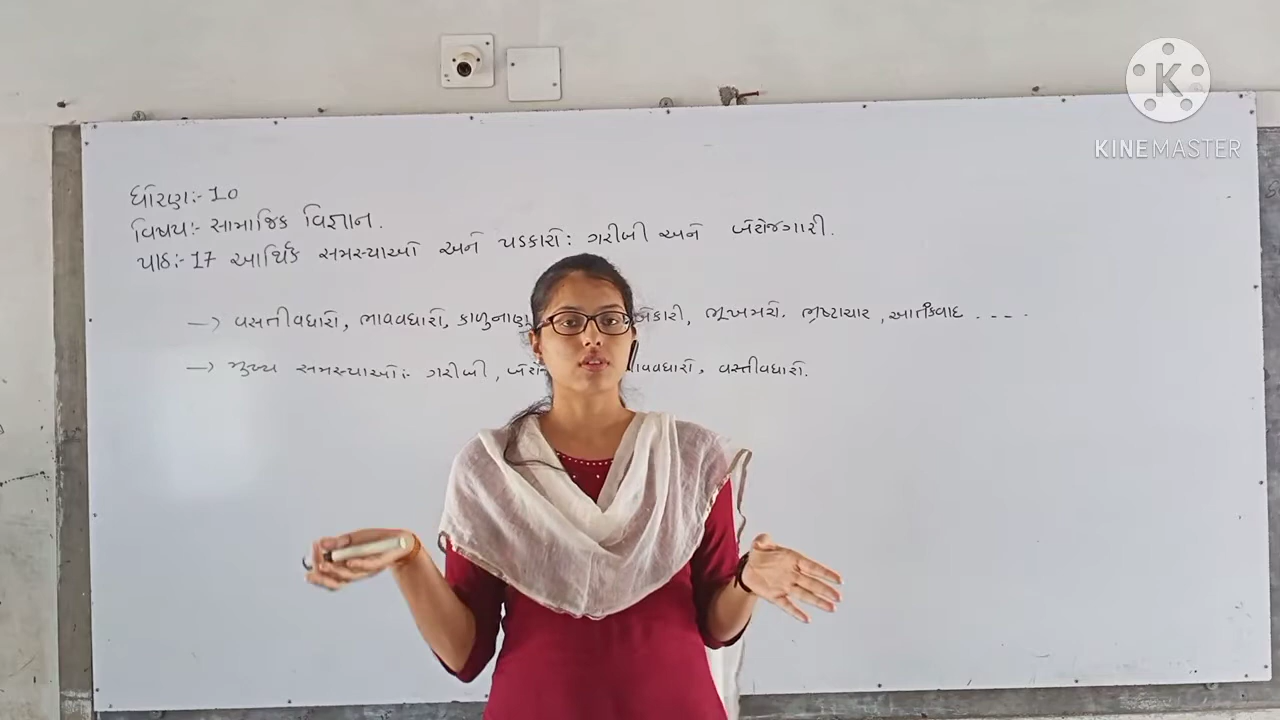 ધોરણ:- 10
વિષય:- સામાજિક વિજ્ઞાન.
પાઠ:- 17 આર્થિક સમસ્યાઓ અને પડકારો: ગરીબી અને બેરોજગારી.
→ વસતીવધારો, ભાવવધારો, કાળુનાણુ બેકારી, ભૂખમરો. ભ્રષ્ટાચાર, આતંકવાદ ----.
→ મુખ્ય સમસ્યાઓ:- ગરીબી, ભાવવધારો, વસ્તીવધારો.
K
KINEMASTER